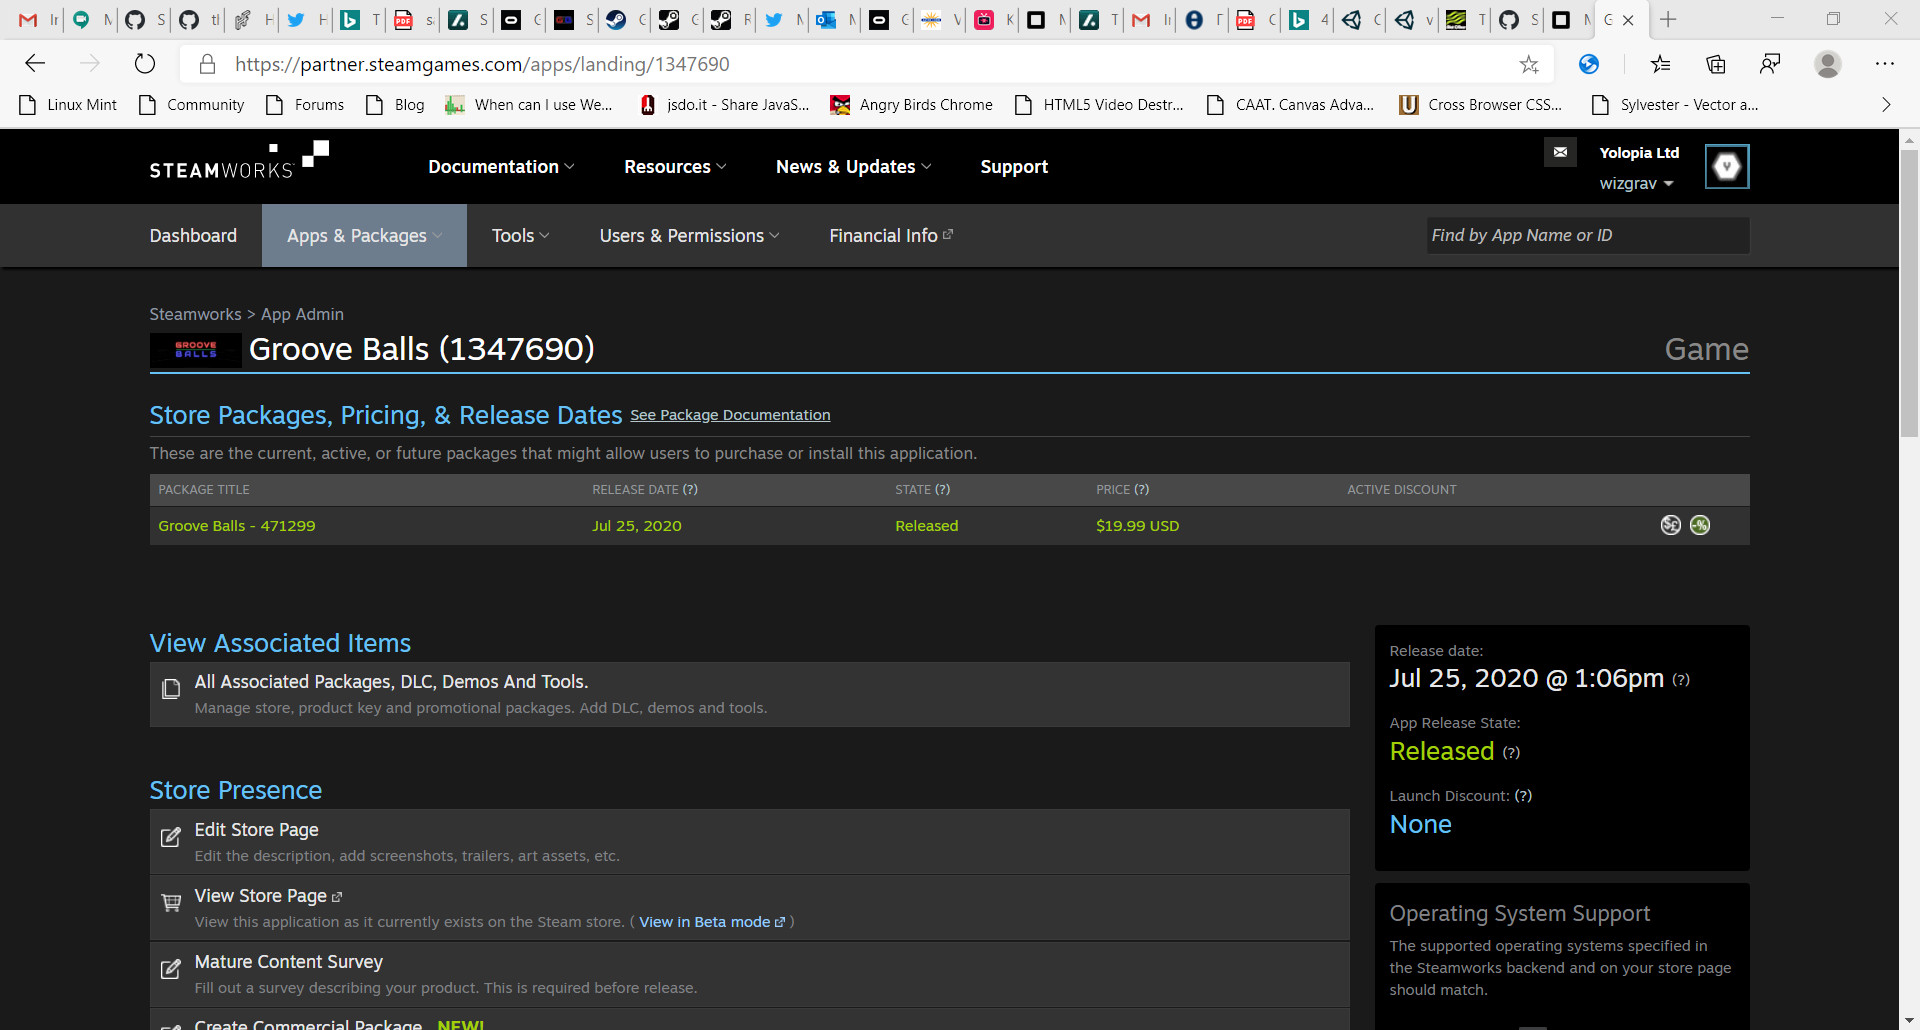 https://partner.steamgames.com/apps/landing/1347690
Linux Mint Community Forums Blog When can I use We... jsdo.it - Share JavaS... Angry Birds Chrome HTML5 Video Destr... CAAT. Canvas Adva... Cross Browser CSS... Sylvester - Vector a...
STEAMWORKS Documentation Resources News & Updates Support Yolopia Ltd
wizgrav
Dashboard Apps & Packages Tools Users & Permissions Financial Info Find by App Name or ID
Steamworks > App Admin
GROOVE BALLS Groove Balls (1347690) Game
Store Packages, Pricing, & Release Dates See Package Documentation
These are the current, active, or future packages that might allow users to purchase or install this application.
PACKAGE TITLE RELEASE DATE (?) STATE (?) PRICE (?) ACTIVE DISCOUNT
Groove Balls - 471299 Jul 25, 2020 Released $19.99 USD
View Associated Items
All Associated Packages, DLC, Demos And Tools.
Manage store, product key and promotional packages. Add DLC, demos and tools.
Store Presence
Edit Store Page
Edit the description, add screenshots, trailers, art assets, etc.
View Store Page
View this application as it currently exists on the Steam store. ( View in Beta mode )
Mature Content Survey
Fill out a survey describing your product. This is required before release.
Create Commercial Package NEW!
Release date:
Jul 25, 2020 @ 1:06pm (?)
App Release State:
Released (?)
Launch Discount: (?)
None
Operating System Support
The supported operating systems specified in
the Steamworks backend and on your store page
should match.